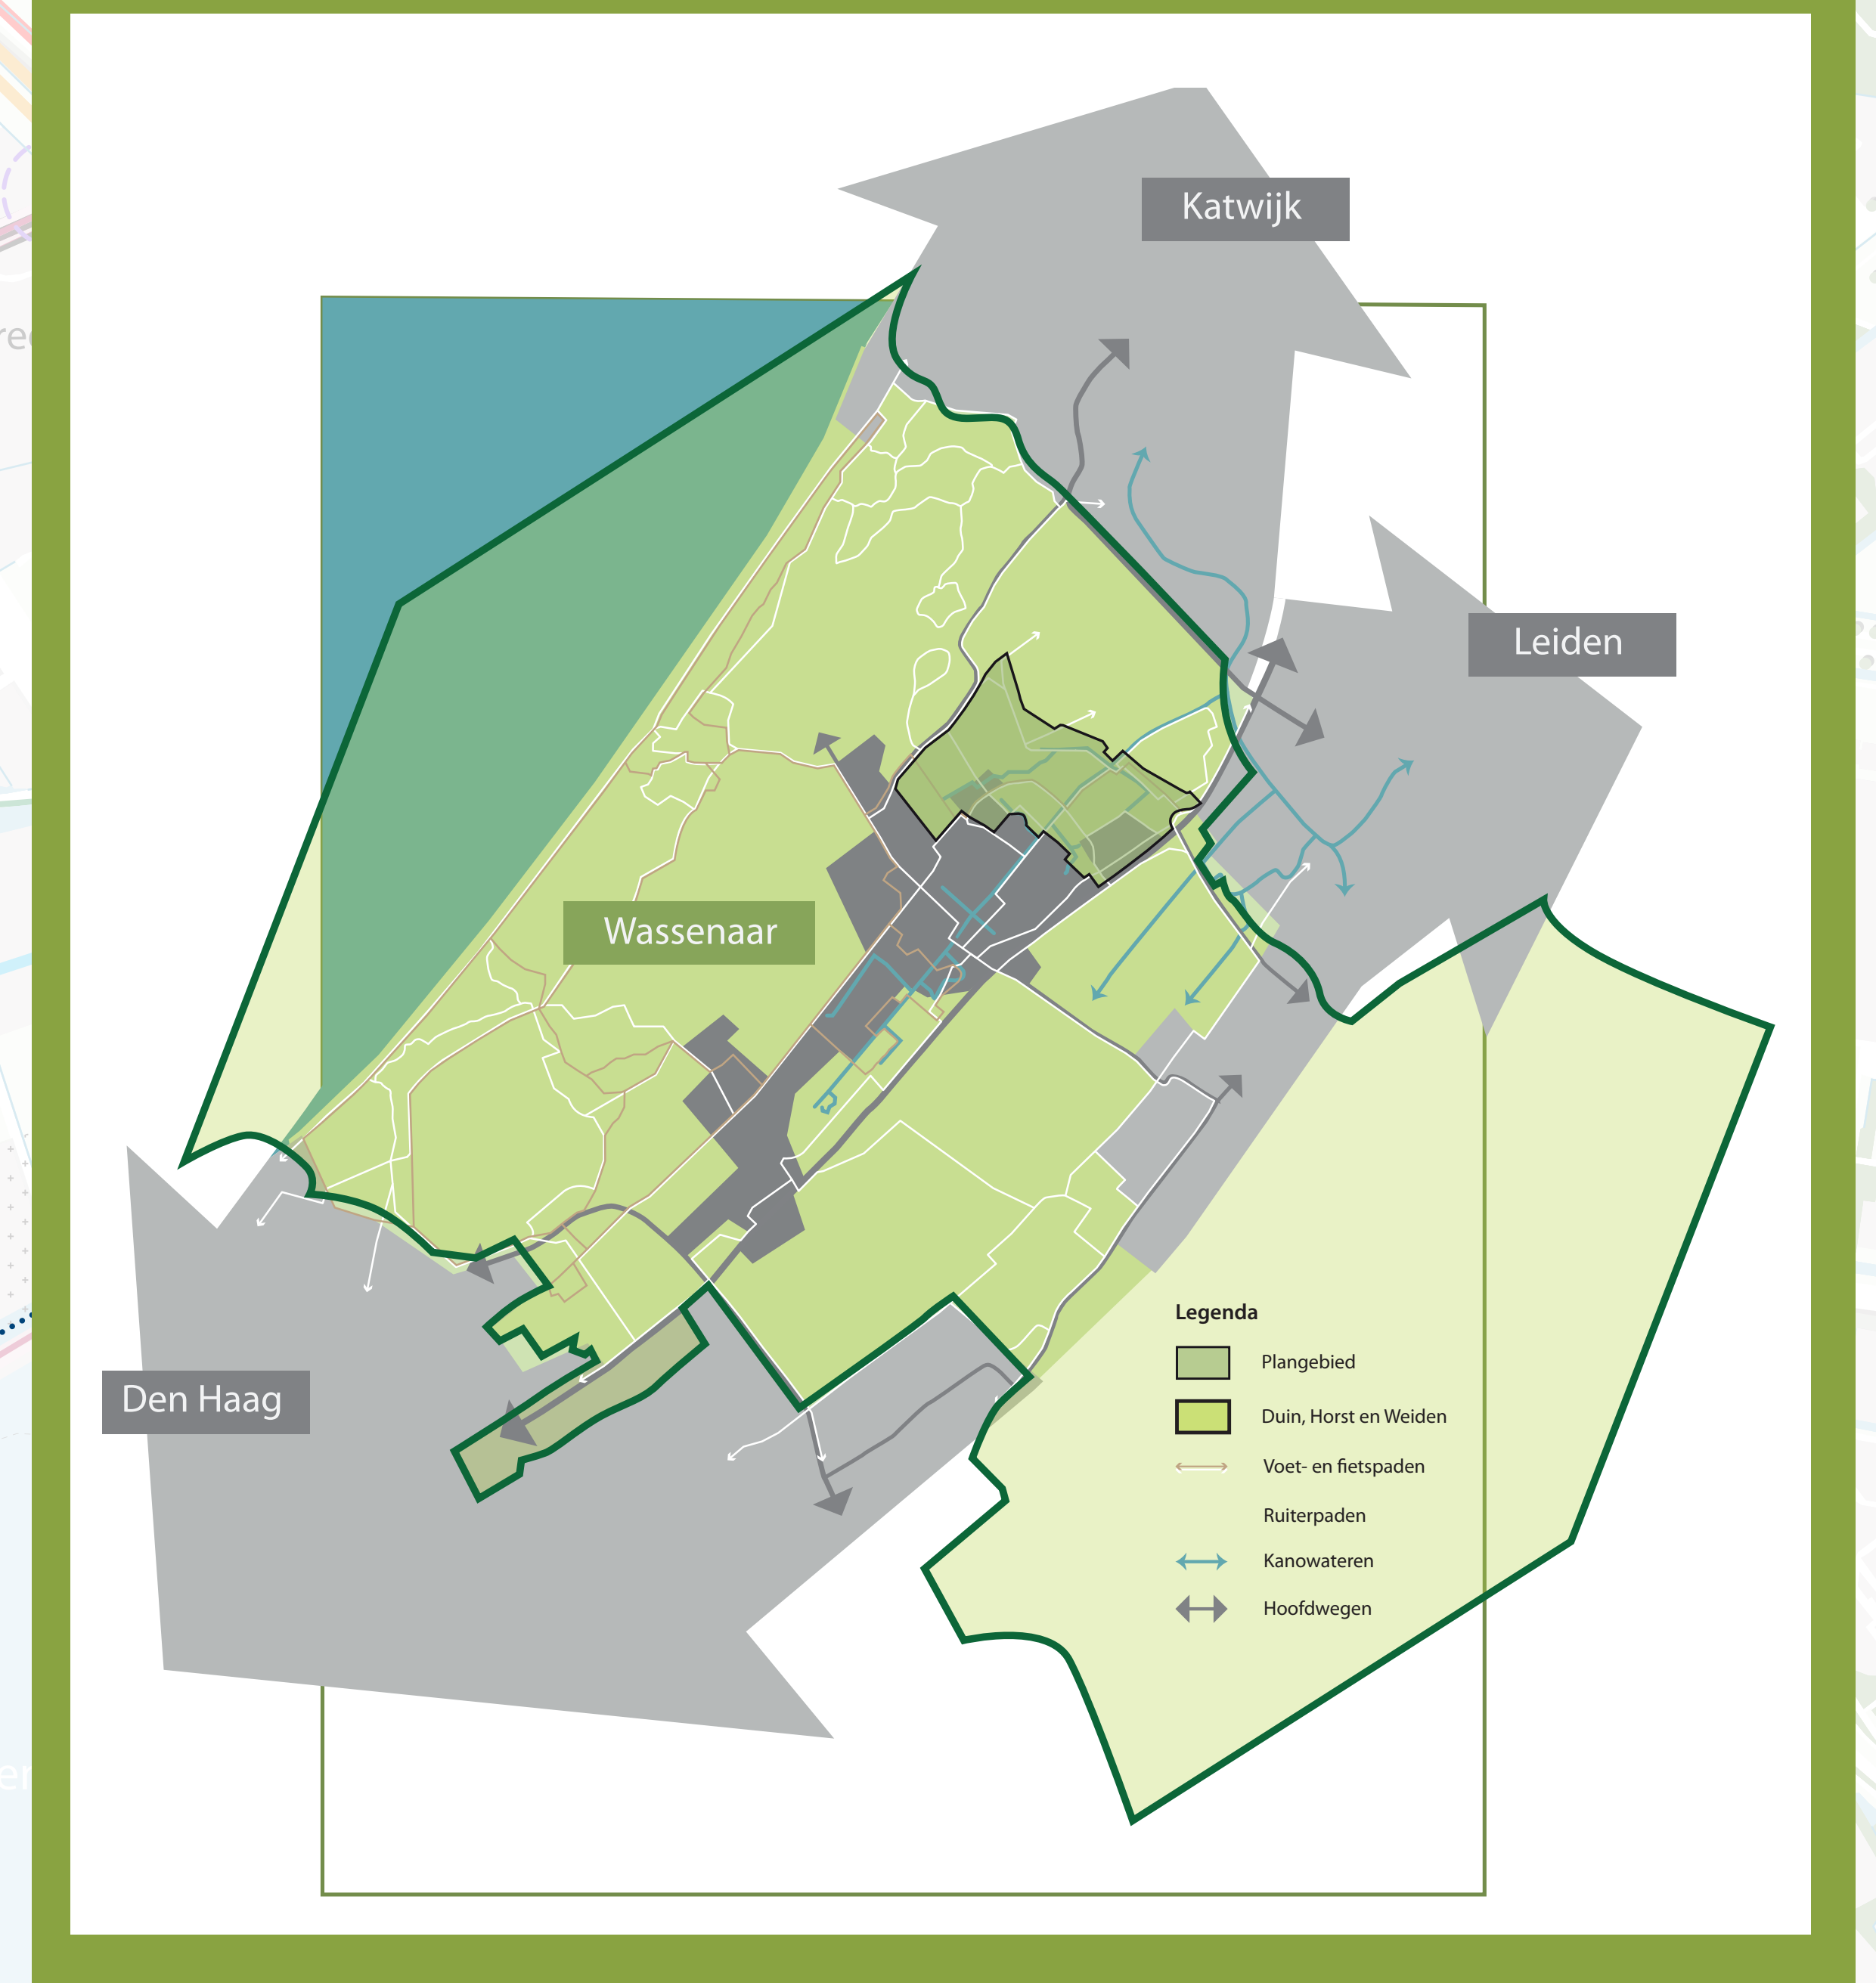 Katwijk
Leiden
Wassenaar
Den Haag
Legenda
Plangebied
Duin, Horst en Weiden
Voet- en fietspaden
Ruiterpaden
Kanowateren
Hoofdwegen